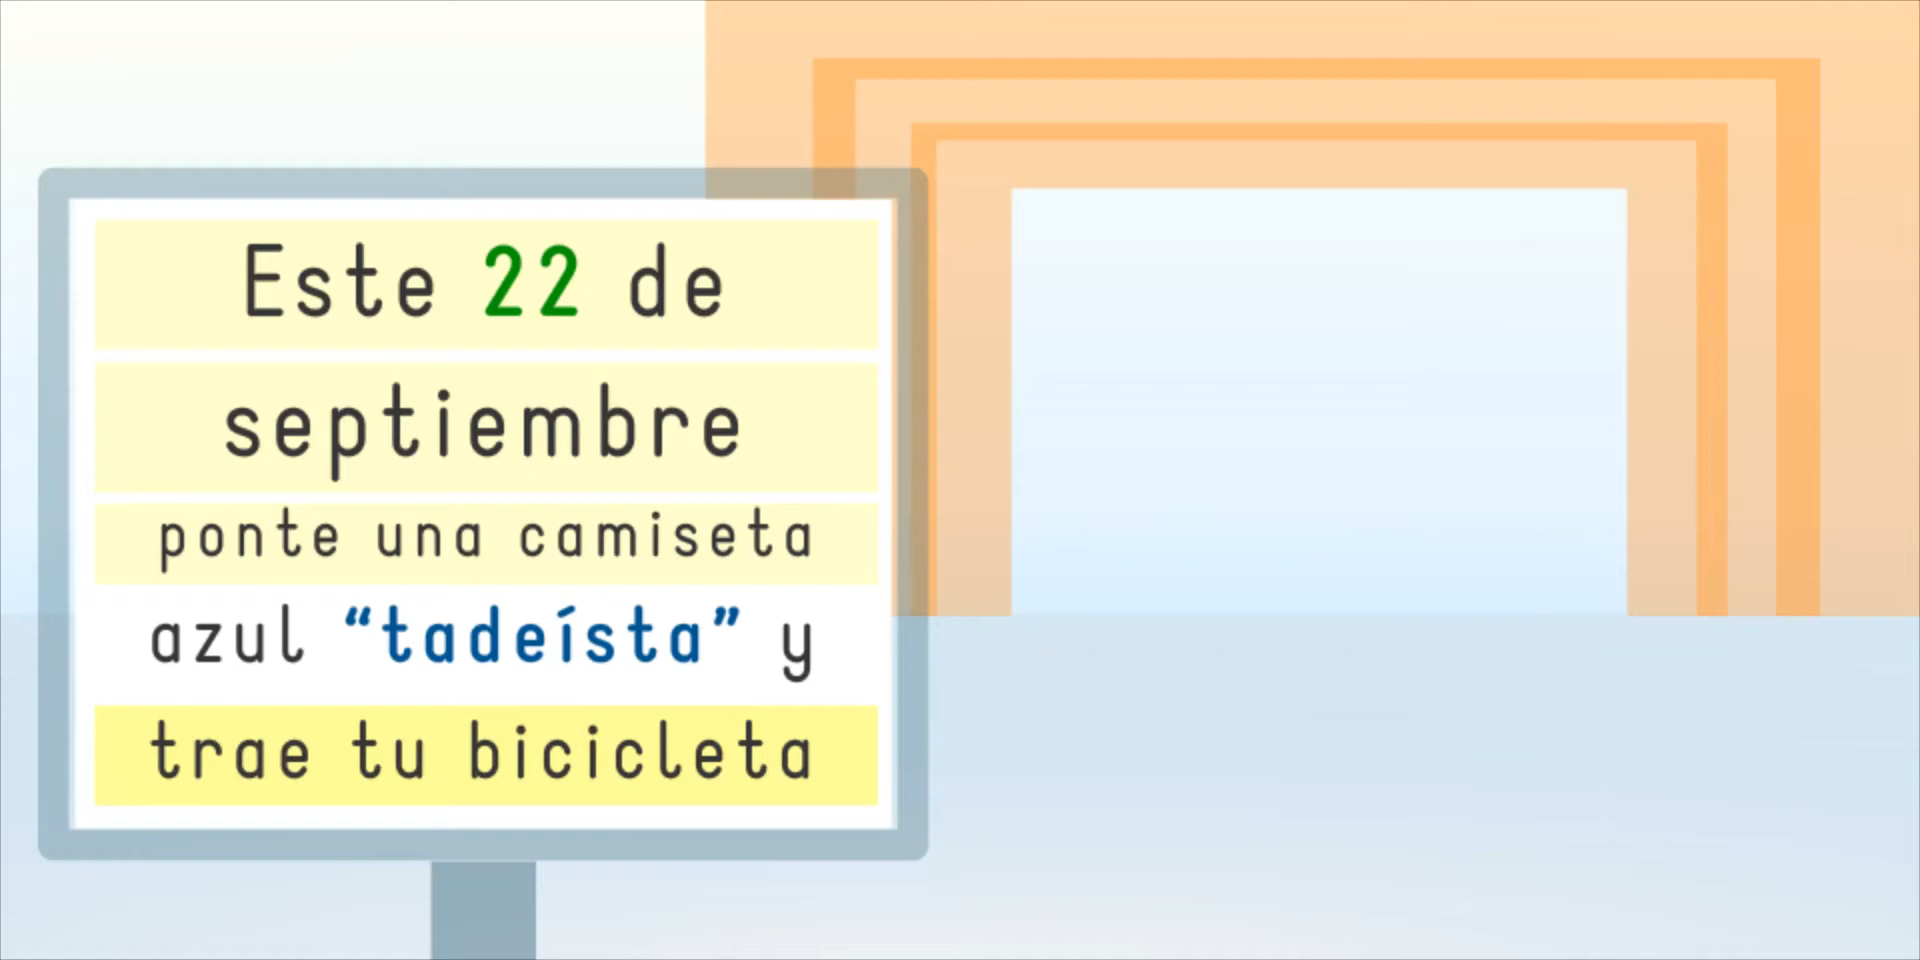 Este 22 de
septiembre
ponte una camiseta
azul “tadeísta” y
trae tu bicicleta